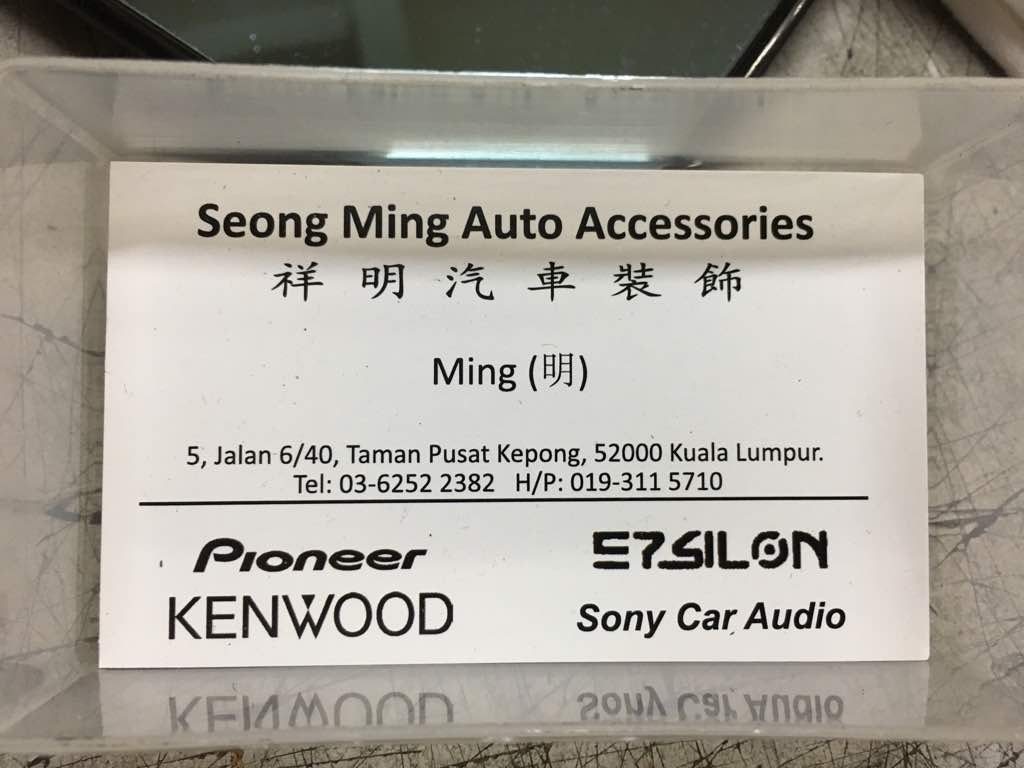 Seong Ming Auto Accessories
祥明汽車裝飾
Ming (明)
5, Jalan 6/40, Taman Pusat Kepong, 52000 Kuala Lumpur.
Tel: 03-6252 2382 H/P: 019-311 5710
Pioneer
EPSILON
KENWOOD
Sony Car Audio